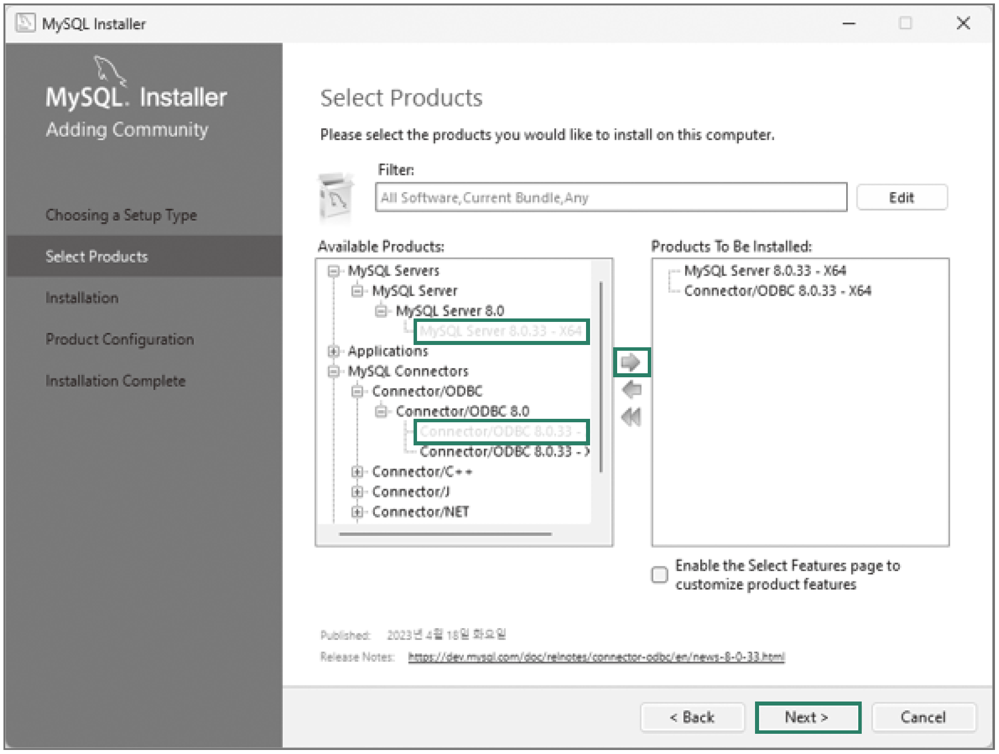 MySQL Installer
MySQL. Installer
Adding Community
Choosing a Setup Type
Select Products
Installation
Product Configuration
Installation Complete
Select Products
Please select the products you would like to install on this computer.
Filter:
All Software,Current Bundle,Any
Edit
Available Products:
MySQL Servers
MySQL Server
MySQL Server 8.0
MySQL Server 8.0.33 - X64
Applications
MySQL Connectors
Connector/ODBC
Connector/ODBC 8.0
Connector/ODBC 8.0.33 -
Connector/ODBC 8.0.33 - X
Connector/C++
Connector/J
Connector/NET
Products To Be Installed:
MySQL Server 8.0.33 - X64
Connector/ODBC 8.0.33 - X64
Enable the Select Features page to
customize product features
Published: 2023년 4월 18일 화요일
Release Notes: https://dev.mysql.com/doc/relnotes/connector-odbc/en/news-8-0-33.html
< Back
Next >
Cancel